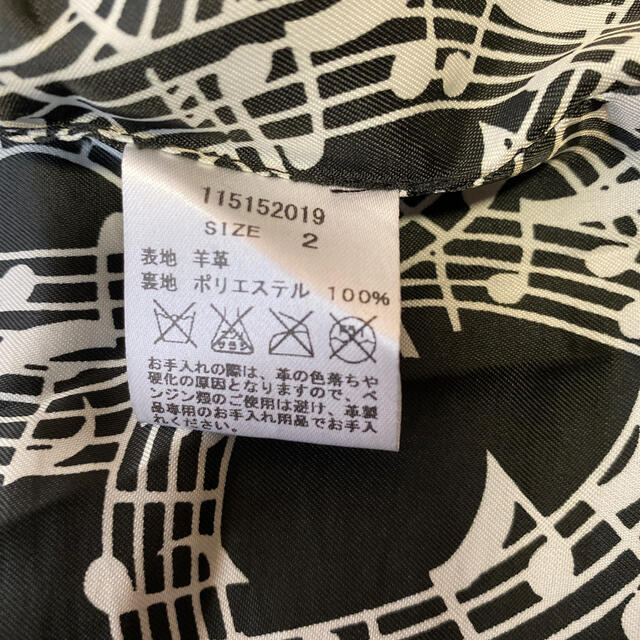 115152019
SIZE 2
表地 羊革
裏地 ポリエステル 100%
お手入れの際は、革の色落ちや
硬化の原因となりますので、ベ
ンジン類のご使用は避け、革製
品専用のお手入れ用品でお手入
れください。